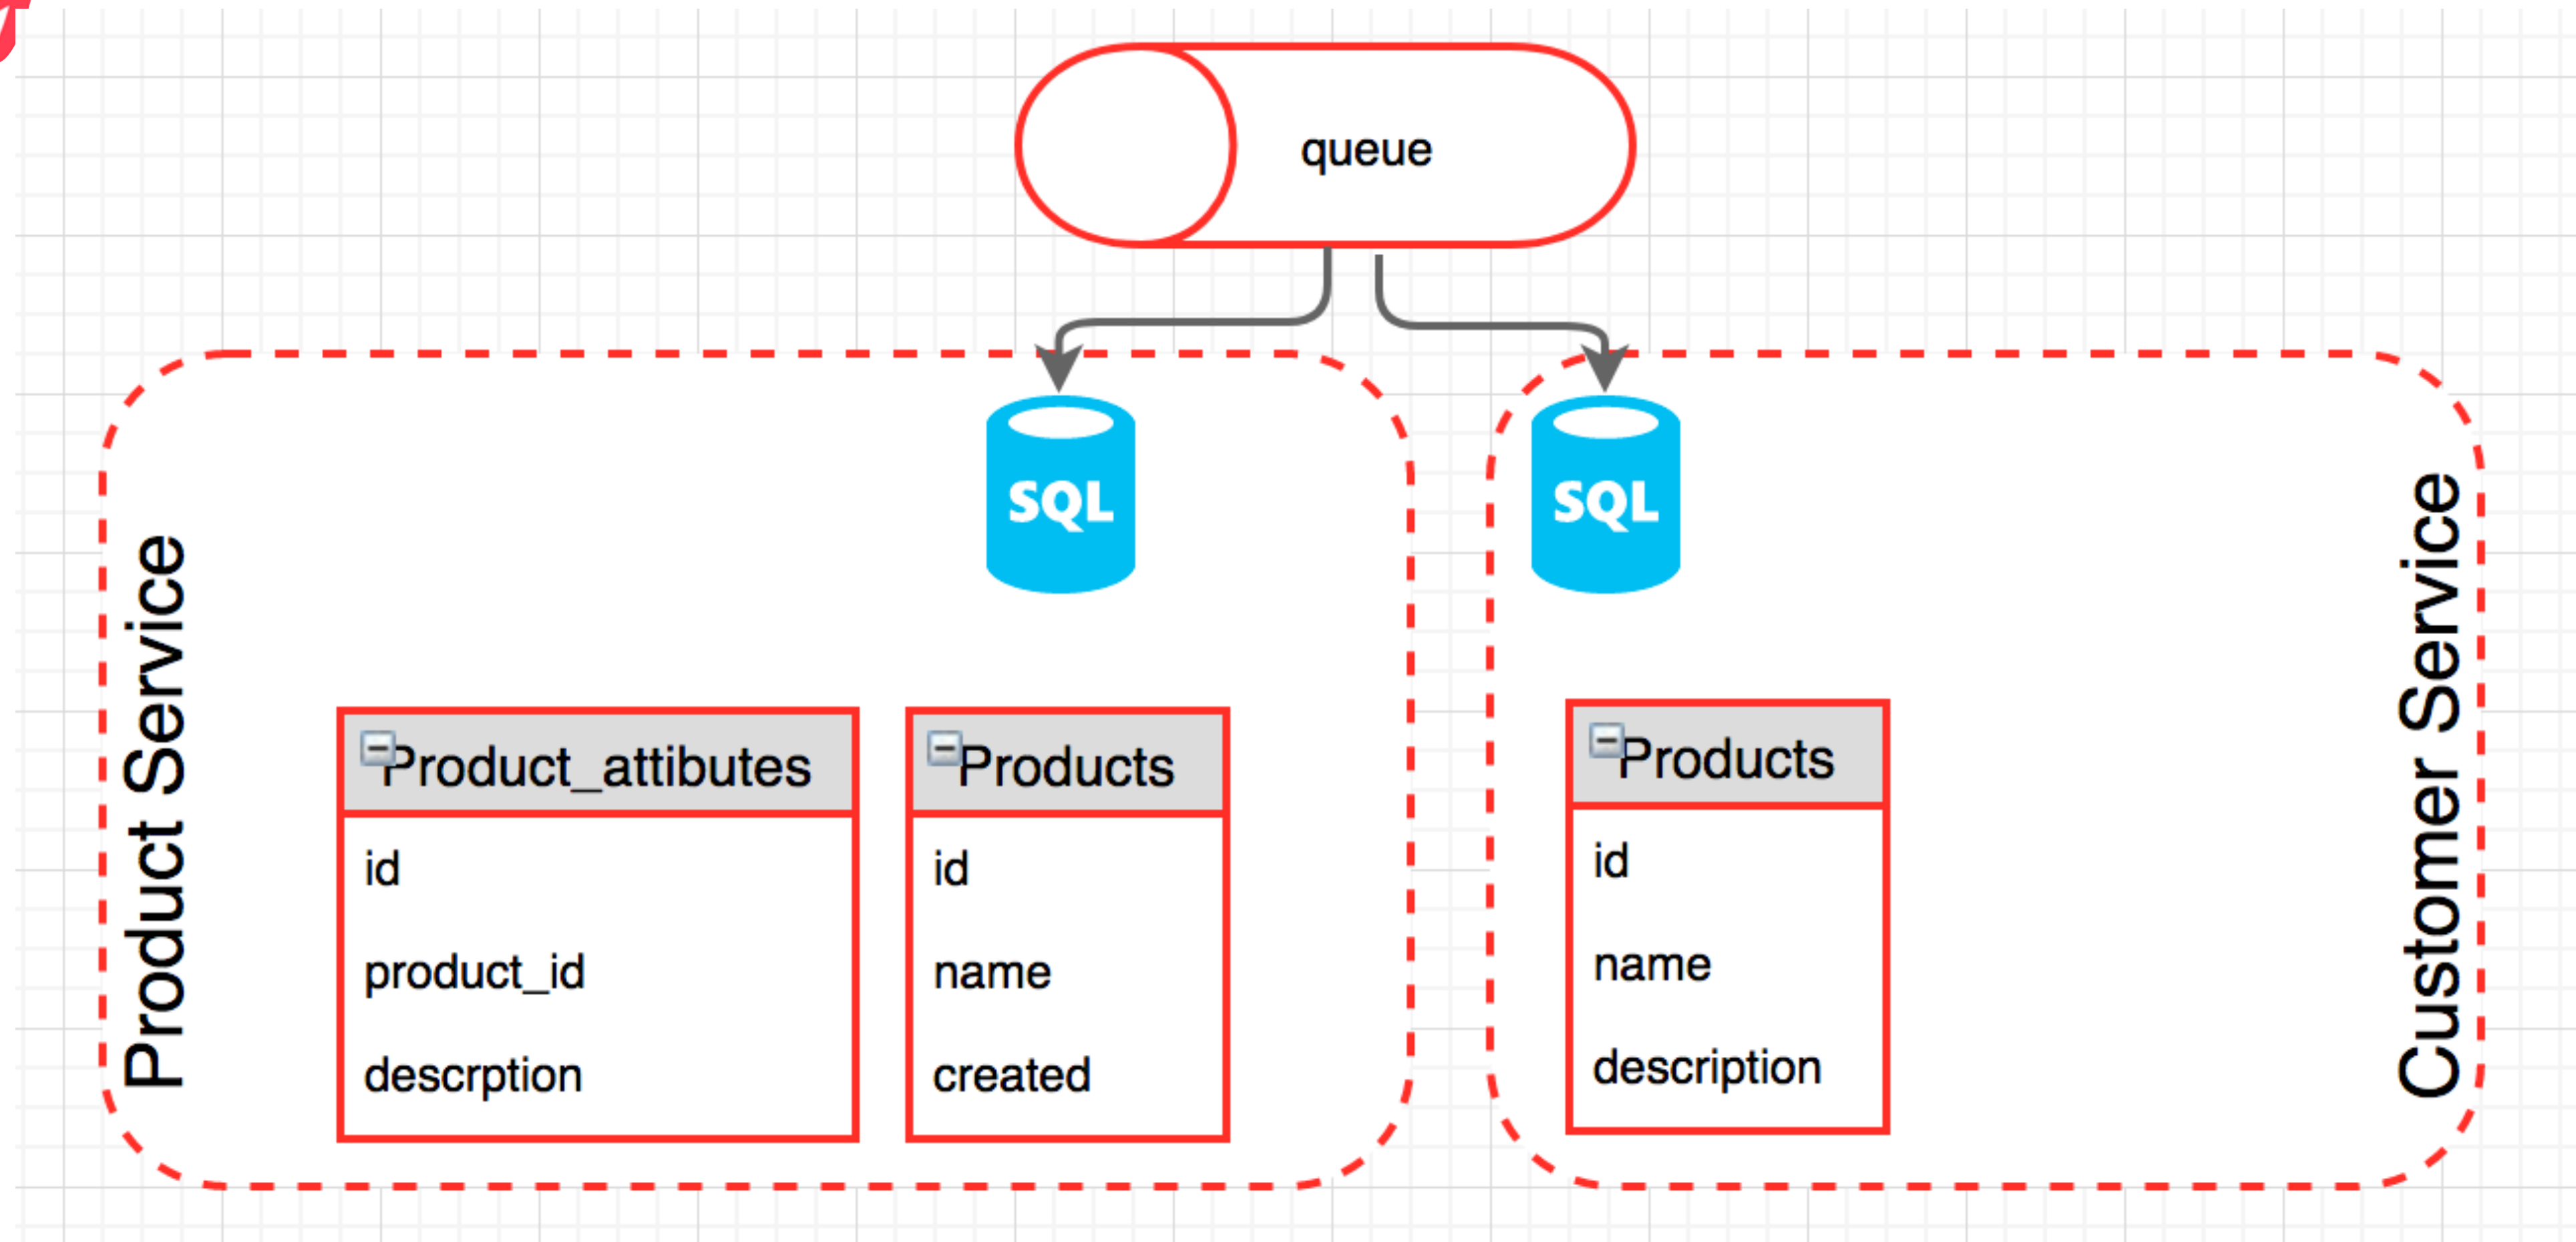 queue
SQL
SQL
Product Service
Product_attibutes
id
product_id
descrption
Products
id
name
created
Products
id
name
description
Customer Service